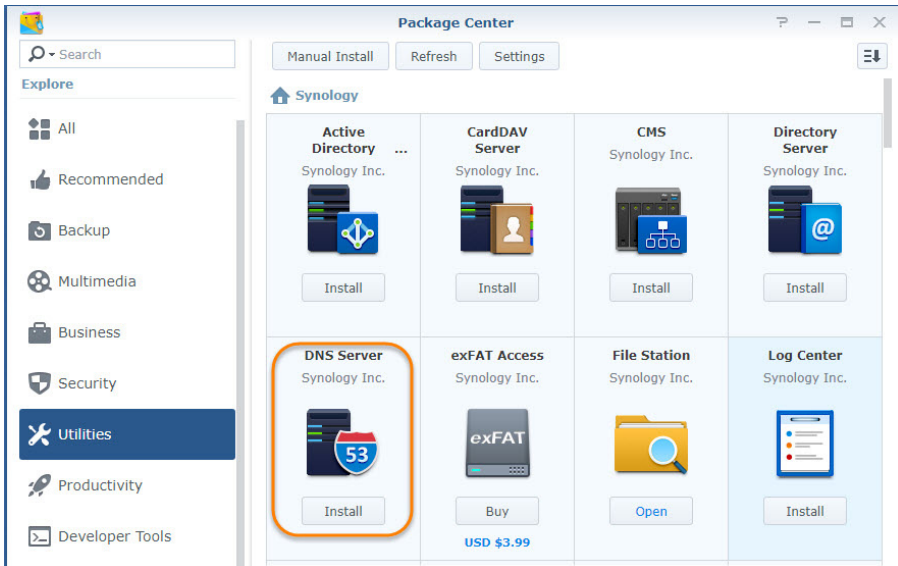 Package Center
Search
Manual Install Refresh Settings
Explore
Synology
All
Recommended
Backup
Multimedia
Business
Security
Utilities
Productivity
Developer Tools
Active Directory ...
Synology Inc.
Install
CardDAV Server
Synology Inc.
Install
CMS
Synology Inc.
Install
Directory Server
Synology Inc.
@
Install
DNS Server
Synology Inc.
53
Install
exFAT Access
Synology Inc.
exFAT
Buy
USD $3.99
File Station
Synology Inc.
Open
Log Center
Synology Inc.
Install